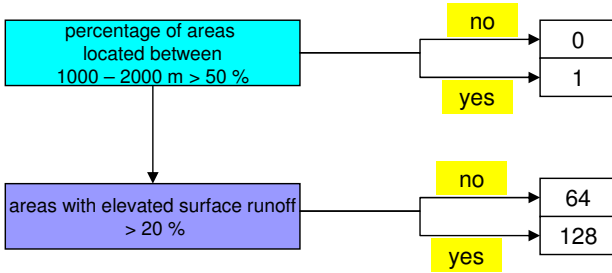 percentage of areas
located between
1000 – 2000 m > 50 %
no
0
1
yes
areas with elevated surface runoff
> 20 %
no
64
128
yes